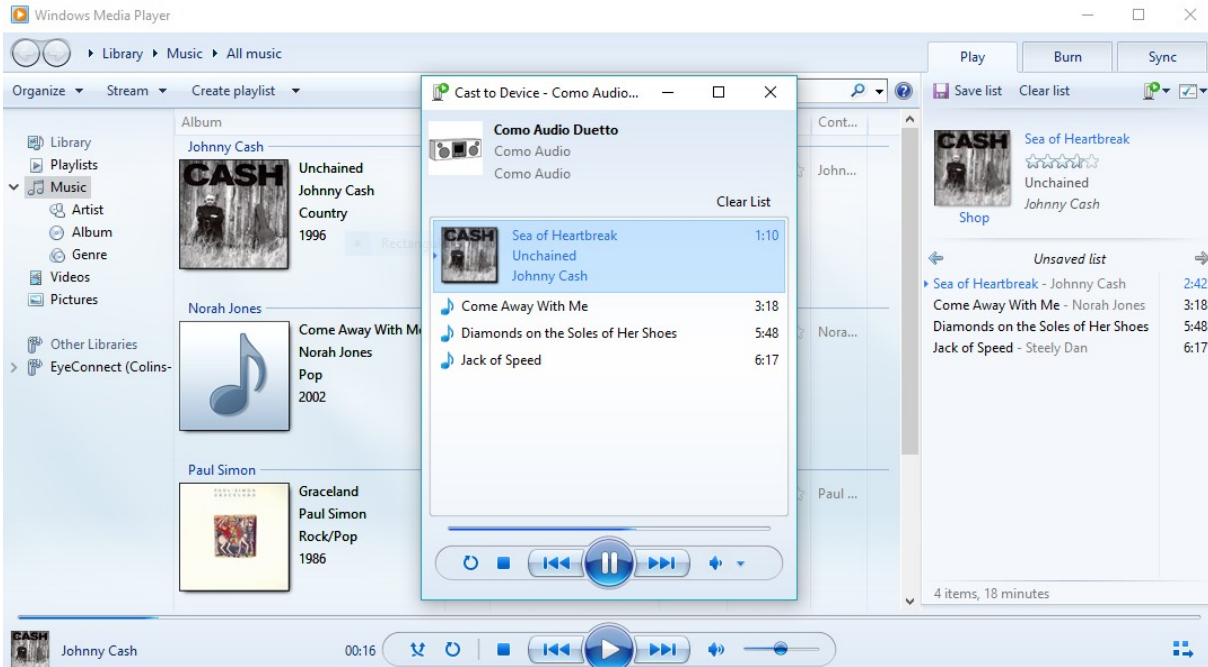 Windows Media Player
Library Music All music
Play Burn Sync
Organize Stream Create playlist
Save list Clear list
Library
Playlists
Music
Artist
Album
Genre
Videos
Pictures
Other Libraries
EyeConnect (Colins-
Album
Cont...
Johnny Cash
CASH
Unchained
Johnny Cash
Country
1996
John...
Norah Jones
Come Away With M
Norah Jones
Pop
2002
Nora...
Paul Simon
PAUL SIMON
GRACELAND
Graceland
Paul Simon
Rock/Pop
1986
Paul ...
Rectangu
Cast to Device - Como Audio...
Como Audio Duetto
Como Audio
Como Audio
Clear List
CASH
Sea of Heartbreak 1:10
Unchained
Johnny Cash
Come Away With Me 3:18
Diamonds on the Soles of Her Shoes 5:48
Jack of Speed 6:17
CASH
Sea of Heartbreak
Unchained
Johnny Cash
Shop
Unsaved list
Sea of Heartbreak - Johnny Cash 2:42
Come Away With Me - Norah Jones 3:18
Diamonds on the Soles of Her Shoes 5:48
Jack of Speed - Steely Dan 6:17
4 items, 18 minutes
CASH
Johnny Cash
00:16